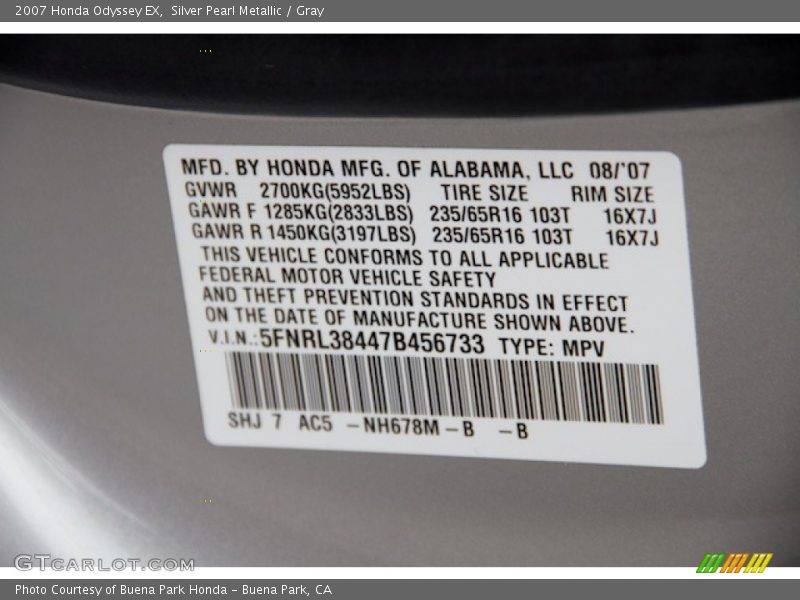 2007 Honda Odyssey EX, Silver Pearl Metallic / Gray
MFD. BY HONDA MFG. OF ALABAMA, LLC 08/'07
GVWR 2700KG(5952LBS) TIRE SIZE RIM SIZE
GAWR F 1285KG(2833LBS) 235/65R16 103T 16X7J
GAWR R 1450KG(3197LBS) 235/65R16 103T 16X7J
THIS VEHICLE CONFORMS TO ALL APPLICABLE
FEDERAL MOTOR VEHICLE SAFETY
AND THEFT PREVENTION STANDARDS IN EFFECT
ON THE DATE OF MANUFACTURE SHOWN ABOVE.
V.I.N.:5FNRL38447B456733 TYPE: MPV
SHJ 7 AC5 -NH678M-B -B
GTCARLOT.COM
Photo Courtesy of Buena Park Honda - Buena Park, CA